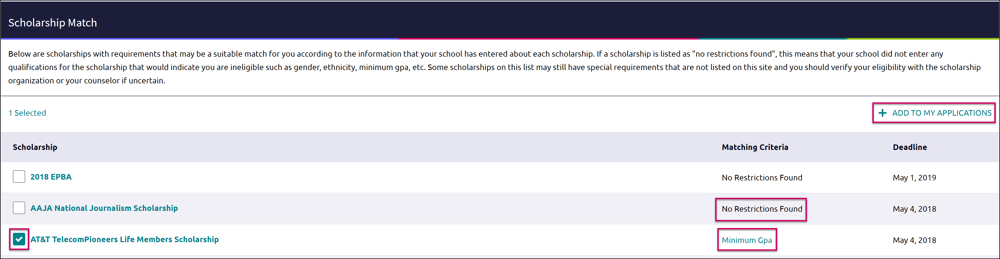 Scholarship Match
Below are scholarships with requirements that may be a suitable match for you according to the information that your school has entered about each scholarship. If a scholarship is listed as "no restrictions found", this means that your school did not enter any
qualifications for the scholarship that would indicate you are ineligible such as gender, ethnicity, minimum gpa, etc. Some scholarships on this list may still have special requirements that are not listed on this site and you should verify your eligibility with the scholarship
organization or your counselor if uncertain.
1 Selected
+ ADD TO MY APPLICATIONS
Scholarship Matching Criteria Deadline
2018 EPBA No Restrictions Found May 1, 2019
AAJA National Journalism Scholarship No Restrictions Found May 4, 2018
AT&T TelecomPioneers Life Members Scholarship Minimum Gpa May 4, 2018